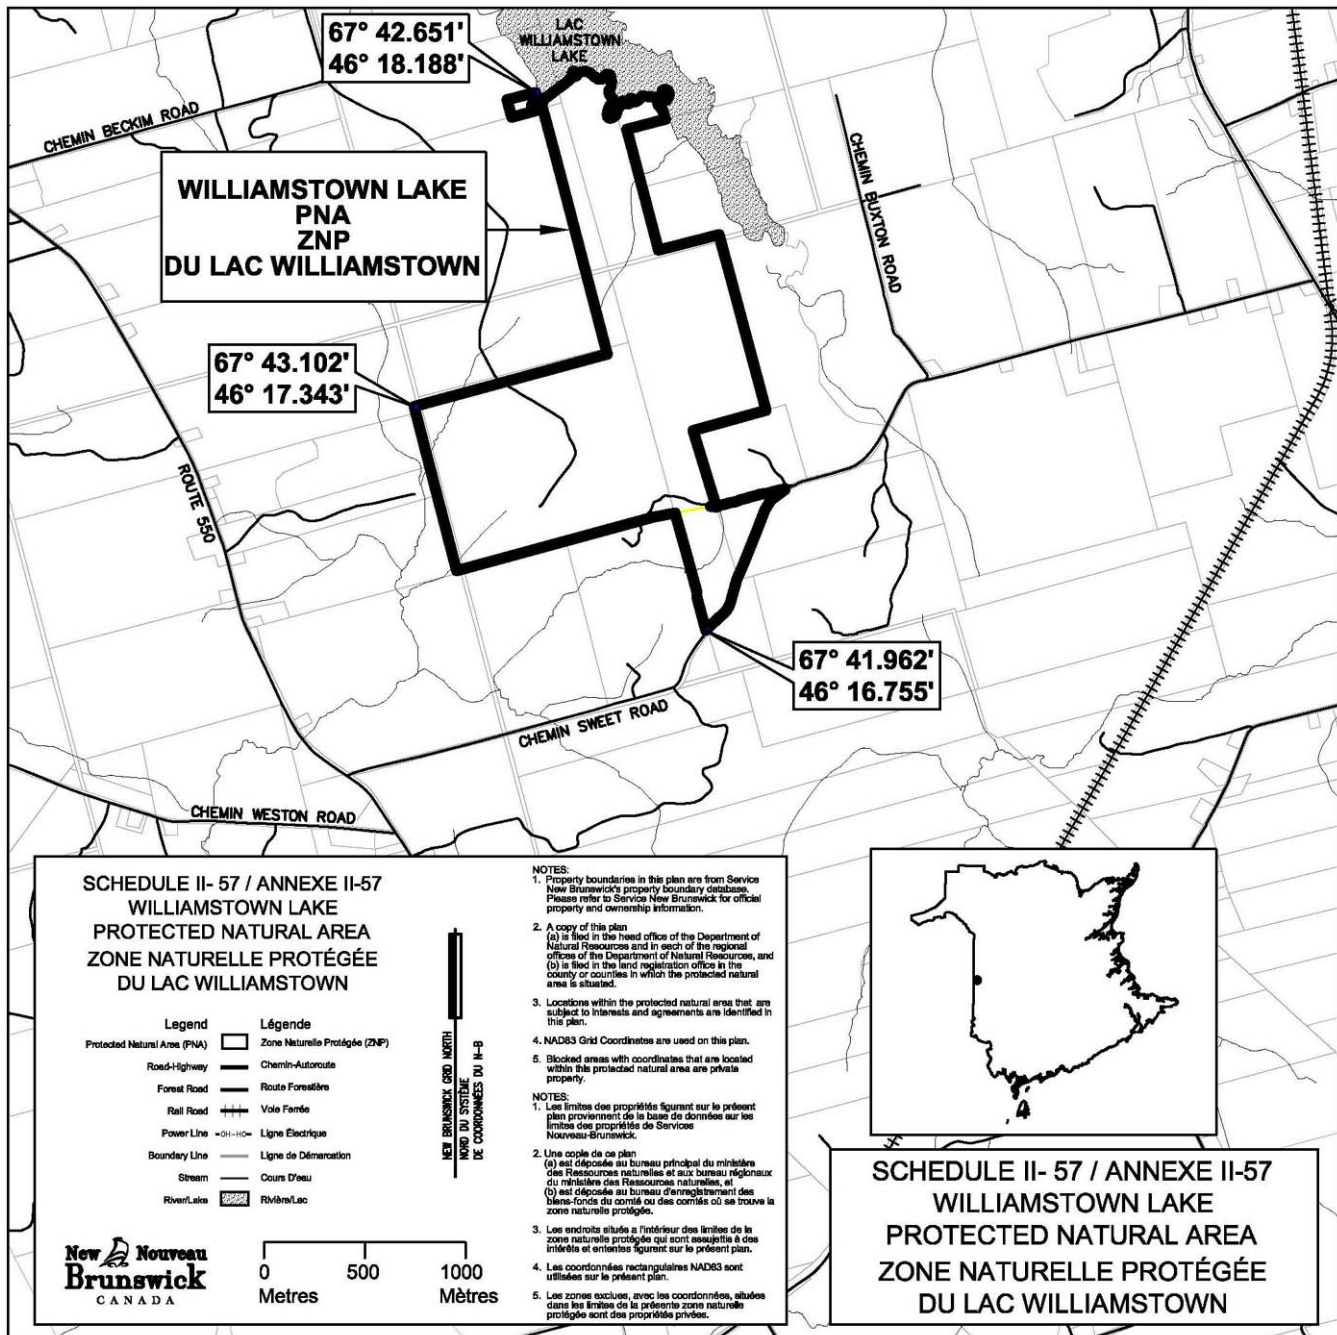 67° 42.651'
46° 18.188'
LAC
WILLIAMSTOWN
LAKE
CHEMIN BECKIM ROAD
WILLIAMSTOWN LAKE
PNA
ZNP
DU LAC WILLIAMSTOWN
CHEMIN BUXTON ROAD
67° 43.102'
46° 17.343'
ROUTE 550
67° 41.962'
46° 16.755'
CHEMIN SWEET ROAD
CHEMIN WESTON ROAD
SCHEDULE II- 57 / ANNEXE II-57
WILLIAMSTOWN LAKE
PROTECTED NATURAL AREA
ZONE NATURELLE PROTÉGÉE
DU LAC WILLIAMSTOWN
Legend Légende
Protected Natural Area (PNA) Zone Naturelle Protégée (ZNP)
Road-Highway Chemin-Autoroute
Forest Road Route Forestière
Rail Road Voie Ferrée
Power Line OH-HO Ligne Électrique
Boundary Line Ligne de Démarcation
Stream Cours D'eau
River/Lake Rivière/Lac
New Nouveau
Brunswick
CANADA
0 500 1000
Metres Mètres
NEW BRUNSWICK GRID NORTH
NORD DU SYSTÈME
DE COORDONNÉES DU N-B
NOTES:
1. Property boundaries in this plan are from Service
New Brunswick's property boundary database.
Please refer to Service New Brunswick for official
property and ownership information.
2. A copy of this plan
(a) is filed in the head office of the Department of
Natural Resources and in each of the regional
offices of the Department of Natural Resources, and
(b) is filed in the land registration office in the
county or counties in which the protected natural
area is situated.
3. Locations within the protected natural area that are
subject to interests and agreements are identified in
this plan.
4. NAD83 Grid Coordinates are used on this plan.
5. Blocked areas with coordinates that are located
within this protected natural area are private
property.
NOTES:
1. Les limites des propriétés figurant sur le présent
plan proviennent de la base de données sur les
limites des propriétés de Services
Nouveau-Brunswick.
2. Une copie de ce plan
(a) est déposée au bureau principal du ministère
des Ressources naturelles et aux bureau régionaux
du ministère des Ressources naturelles, et
(b) est déposée au bureau d'enregistrement des
biens-fonds du comté ou des comtés où se trouve la
zone naturelle protégée.
3. Les endroits situés a l'intérieur des limites de la
zone naturelle protégée qui sont assujettis à des
intérêts et ententes figurent sur le présent plan.
4. Les coordonnées rectangulaires NAD83 sont
utilisées sur le présent plan.
5. Les zones exclues, avec les coordonnées, situées
dans les limites de la présente zone naturelle
protégée sont des propriétés privées.
SCHEDULE II- 57 / ANNEXE II-57
WILLIAMSTOWN LAKE
PROTECTED NATURAL AREA
ZONE NATURELLE PROTÉGÉE
DU LAC WILLIAMSTOWN